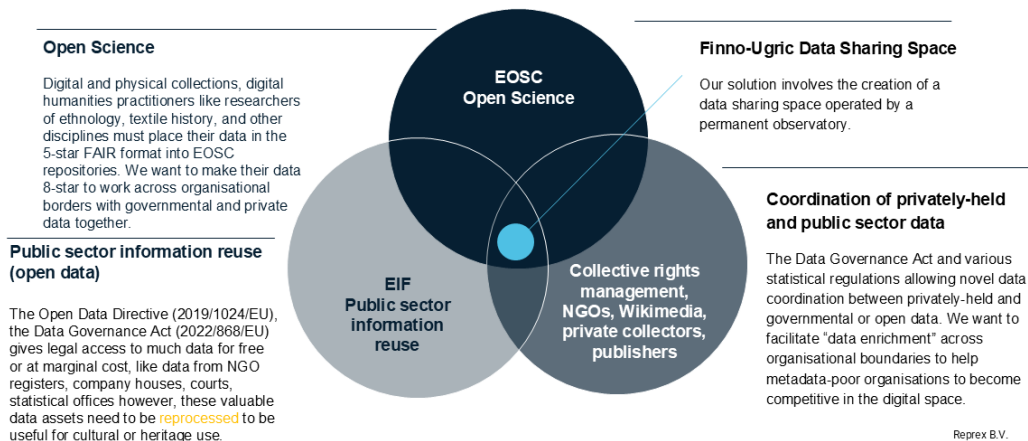 Open Science
Digital and physical collections, digital
humanities practitioners like researchers
of ethnology, textile history, and other
disciplines must place their data in the
5-star FAIR format into EOSC
repositories. We want to make their data
8-star to work across organisational
borders with governmental and private
data together.
Public sector information reuse
(open data)
The Open Data Directive (2019/1024/EU),
the Data Governance Act (2022/868/EU)
gives legal access to much data for free
or at marginal cost, like data from NGO
registers, company houses, courts,
statistical offices however, these valuable
data assets need to be reprocessed to be
useful for cultural or heritage use.
EOSC
Open Science
EIF
Public sector
information
reuse
Collective rights
management,
NGOs, Wikimedia,
private collectors,
publishers
Finno-Ugric Data Sharing Space
Our solution involves the creation of a
data sharing space operated by a
permanent observatory.
Coordination of privately-held
and public sector data
The Data Governance Act and various
statistical regulations allowing novel data
coordination between privately-held and
governmental or open data. We want to
facilitate “data enrichment” across
organisational boundaries to help
metadata-poor organisations to become
competitive in the digital space.
Reprex B.V.